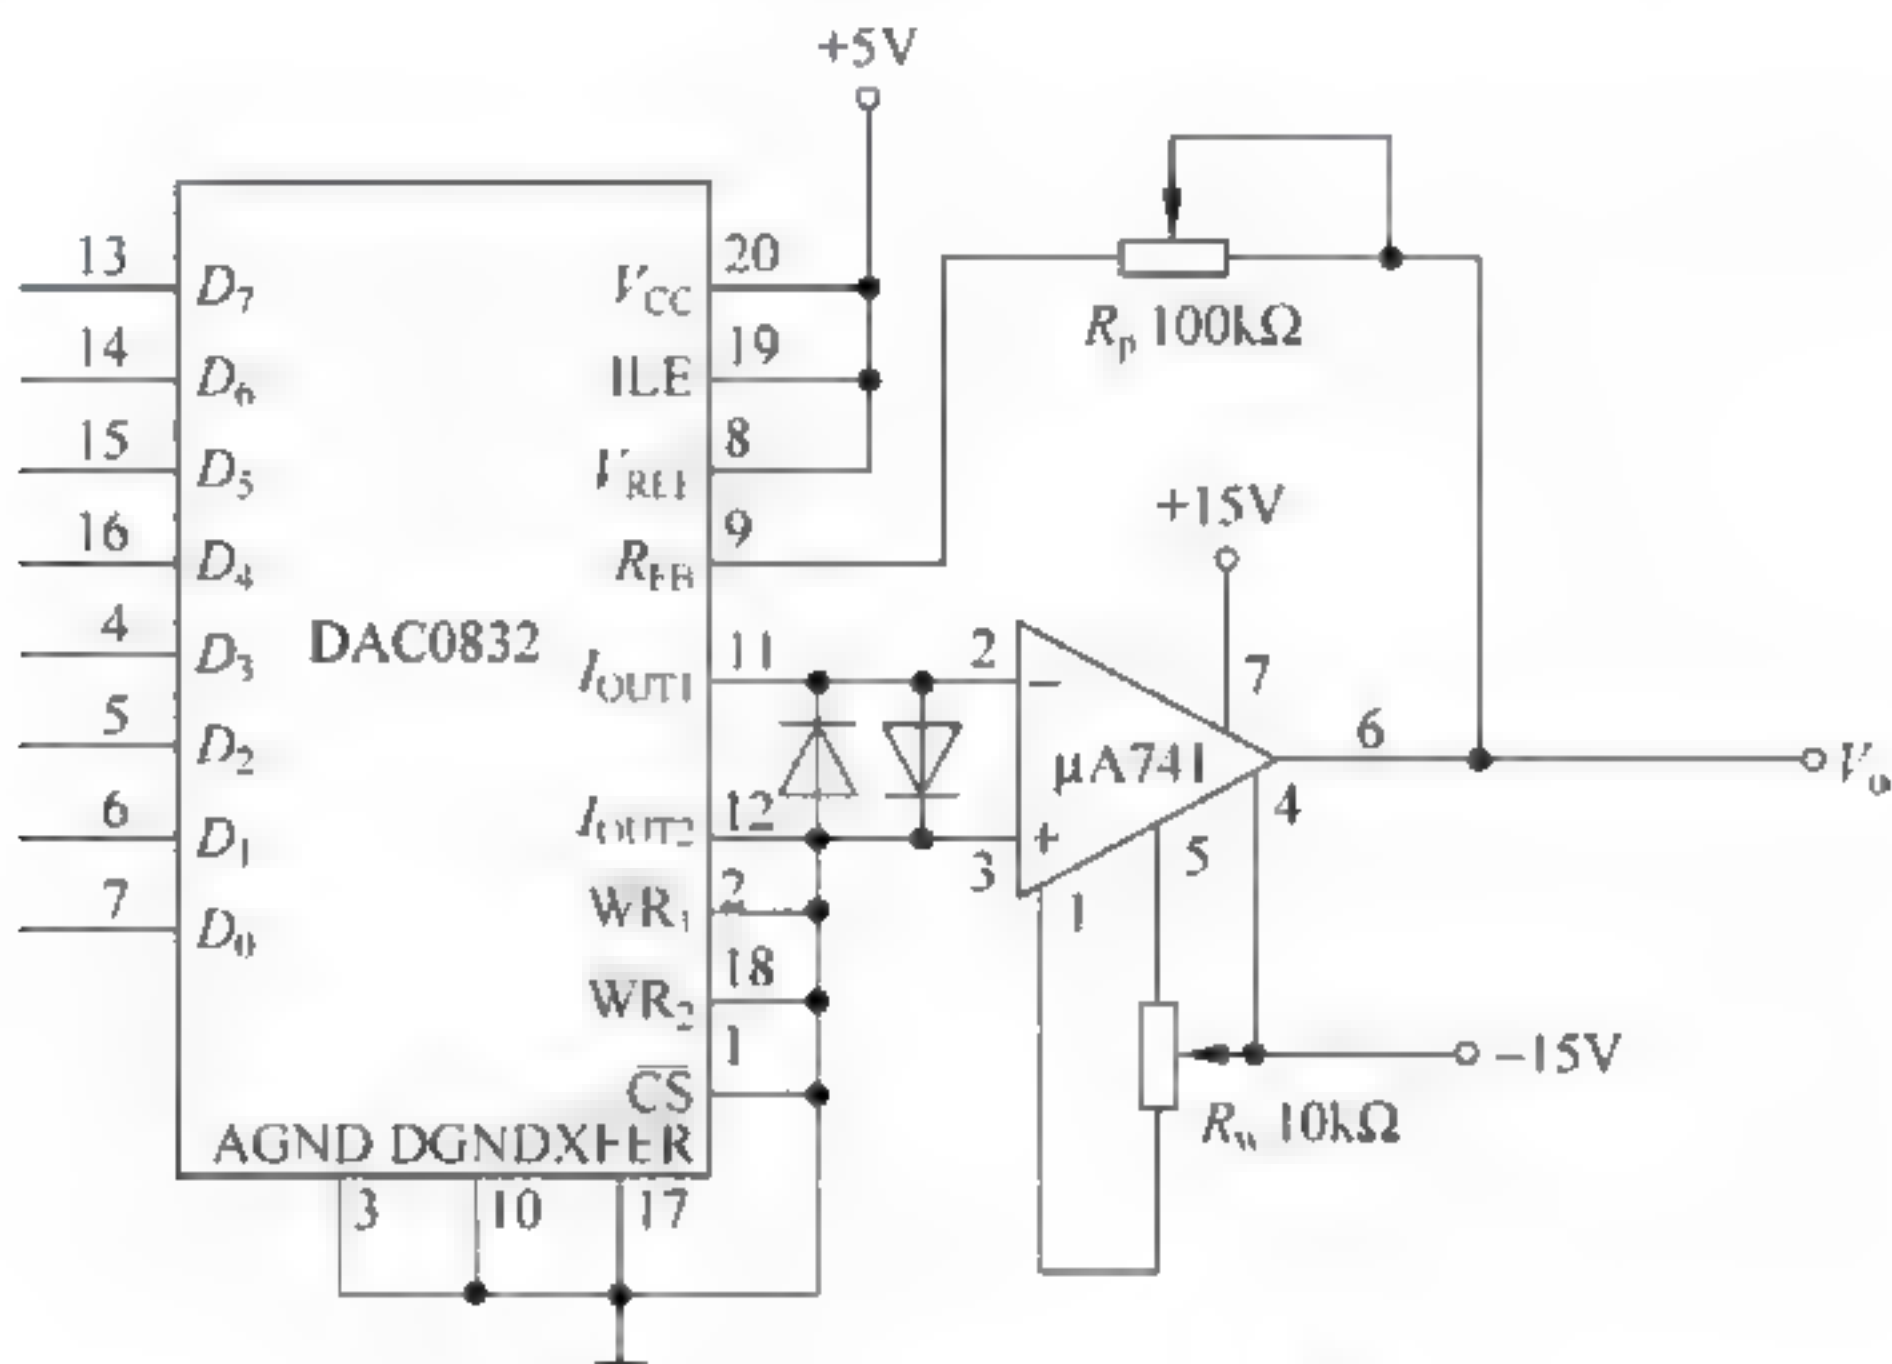 +5V
13 D7 VCC 20
14 D6 ILE 19
15 D5 VREF 8
16 D4 RFB 9
4 D3 IOUT1 11
5 D2 IOUT2 12
6 D1 WR1 2
7 D0 WR2 18
CS 1
DAC0832
AGND DGND XFER
3 10 17
Rp 100kΩ
+15V
2 − 7
μA741 6 Vo
3 + 4
1 5
−15V
Rw 10kΩ